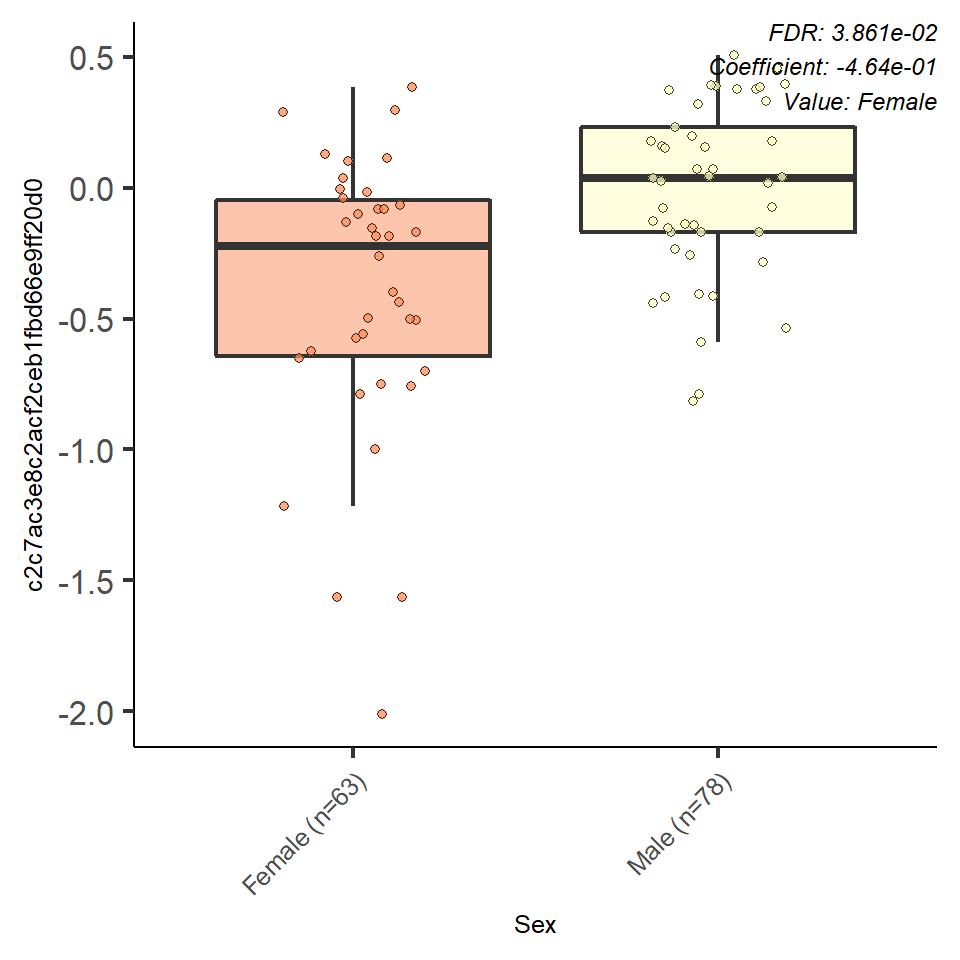 FDR: 3.861e-02
Coefficient: -4.64e-01
Value: Female
0.5
0.0
-0.5
-1.0
-1.5
-2.0
c2c7ac3e8c2acf2ceb1fbd66e9ff20d0
Female (n=63)
Male (n=78)
Sex